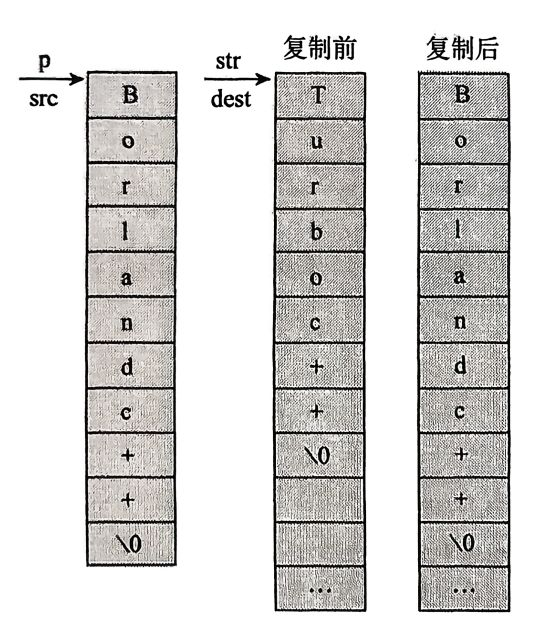 复制前 复制后
p str
src dest
B T B
o u o
r r r
l b l
a o a
n c n
d + d
c + c
+ \0 +
+ +
\0 \0
... ...